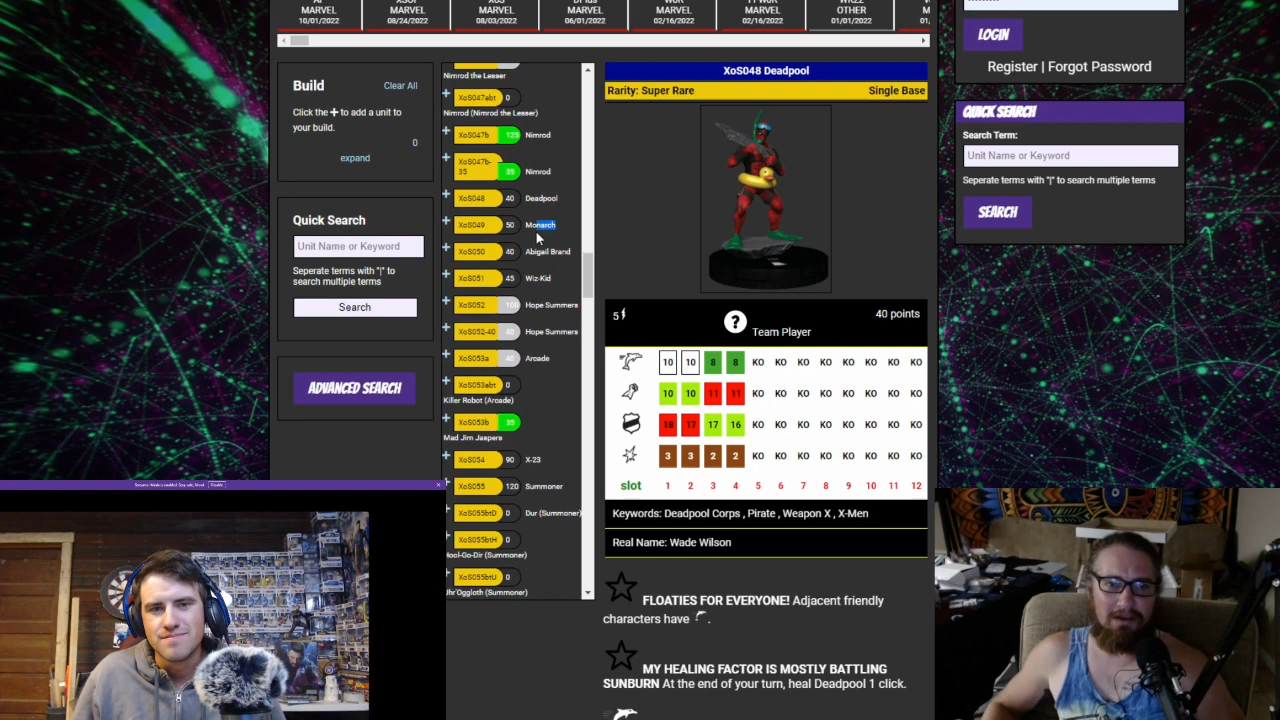 MARVEL
10/01/2022
MARVEL
08/24/2022
MARVEL
08/03/2022
MARVEL
06/01/2022
MARVEL
02/16/2022
MARVEL
02/16/2022
OTHER
01/01/2022
LOGIN
Register | Forgot Password
QUICK SEARCH
Search Term:
Unit Name or Keyword
Seperate terms with "|" to search multiple terms
SEARCH
Build
Clear All
Click the + to add a unit to
your build.
0
expand
Quick Search
Unit Name or Keyword
Seperate terms with "|" to
search multiple terms
Search
ADVANCED SEARCH
Nimrod the Lesser
XoS047abt 0
Nimrod (Nimrod the Lesser)
XoS047b 125 Nimrod
XoS047b-
35 35 Nimrod
XoS048 40 Deadpool
XoS049 50 Monarch
XoS050 40 Abigail Brand
XoS051 45 Wiz-Kid
XoS052 100 Hope Summers
XoS052-40 40 Hope Summers
XoS053a 40 Arcade
XoS053abt 0
Killer Robot (Arcade)
XoS053b 35
Mad Jim Jaspers
XoS054 90 X-23
XoS055 120 Summoner
XoS055btD 0 Dur (Summoner)
XoS055btH 0
Hool-Go-Dir (Summoner)
XoS055btU 0
Uhr'Oggloth (Summoner)
XoS048 Deadpool
Rarity: Super Rare Single Base
5 ? Team Player 40 points
10 10 8 8 KO KO KO KO KO KO KO KO
10 10 11 11 KO KO KO KO KO KO KO KO
18 17 17 16 KO KO KO KO KO KO KO KO
3 3 2 2 KO KO KO KO KO KO KO KO
slot 1 2 3 4 5 6 7 8 9 10 11 12
Keywords: Deadpool Corps , Pirate , Weapon X , X-Men
Real Name: Wade Wilson
FLOATIES FOR EVERYONE! Adjacent friendly
characters have .
MY HEALING FACTOR IS MOSTLY BATTLING
SUNBURN At the end of your turn, heal Deadpool 1 click.